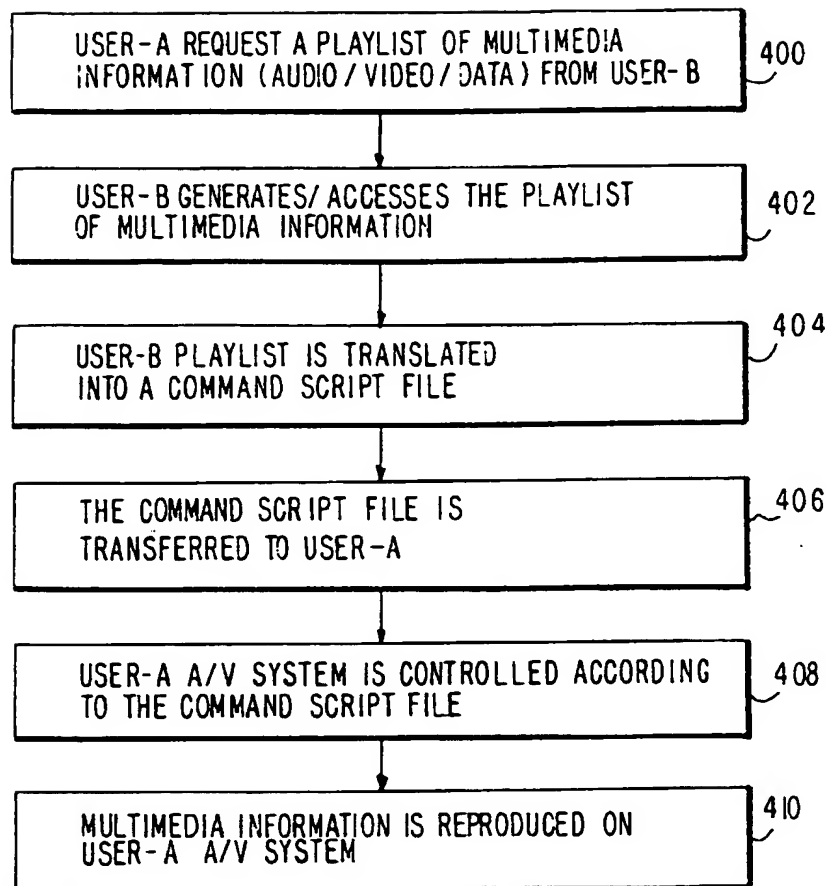 USER-A REQUEST A PLAYLIST OF MULTIMEDIA
INFORMATION (AUDIO/VIDEO/DATA) FROM USER-B
400
USER-B GENERATES/ACCESSES THE PLAYLIST
OF MULTIMEDIA INFORMATION
402
USER-B PLAYLIST IS TRANSLATED
INTO A COMMAND SCRIPT FILE
404
THE COMMAND SCRIPT FILE IS
TRANSFERRED TO USER-A
406
USER-A A/V SYSTEM IS CONTROLLED ACCORDING
TO THE COMMAND SCRIPT FILE
408
MULTIMEDIA INFORMATION IS REPRODUCED ON
USER-A A/V SYSTEM
410